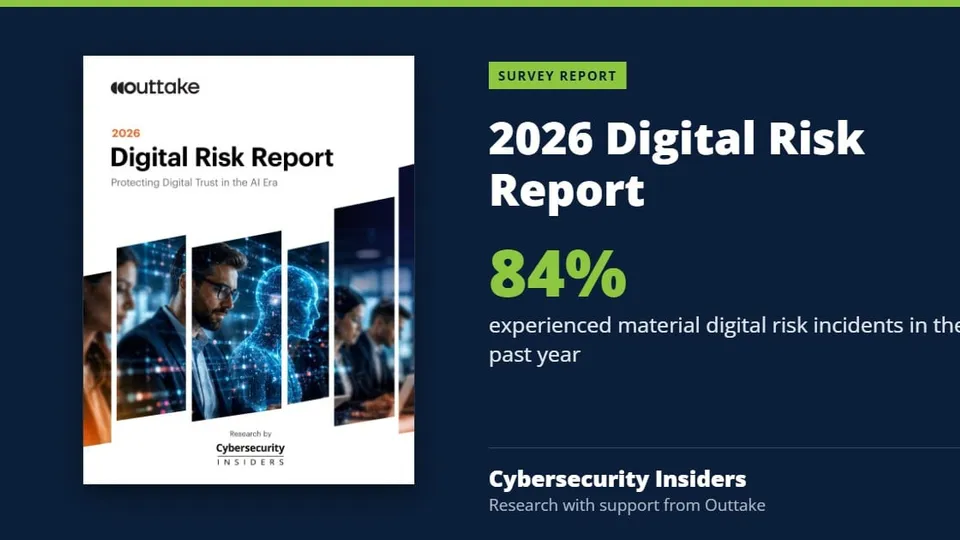 outtake
2026
Digital Risk Report
Protecting Digital Trust in the AI Era
Research by
Cybersecurity
INSIDERS
SURVEY REPORT
2026 Digital Risk
Report
84%
experienced material digital risk incidents in the
past year
Cybersecurity Insiders
Research with support from Outtake